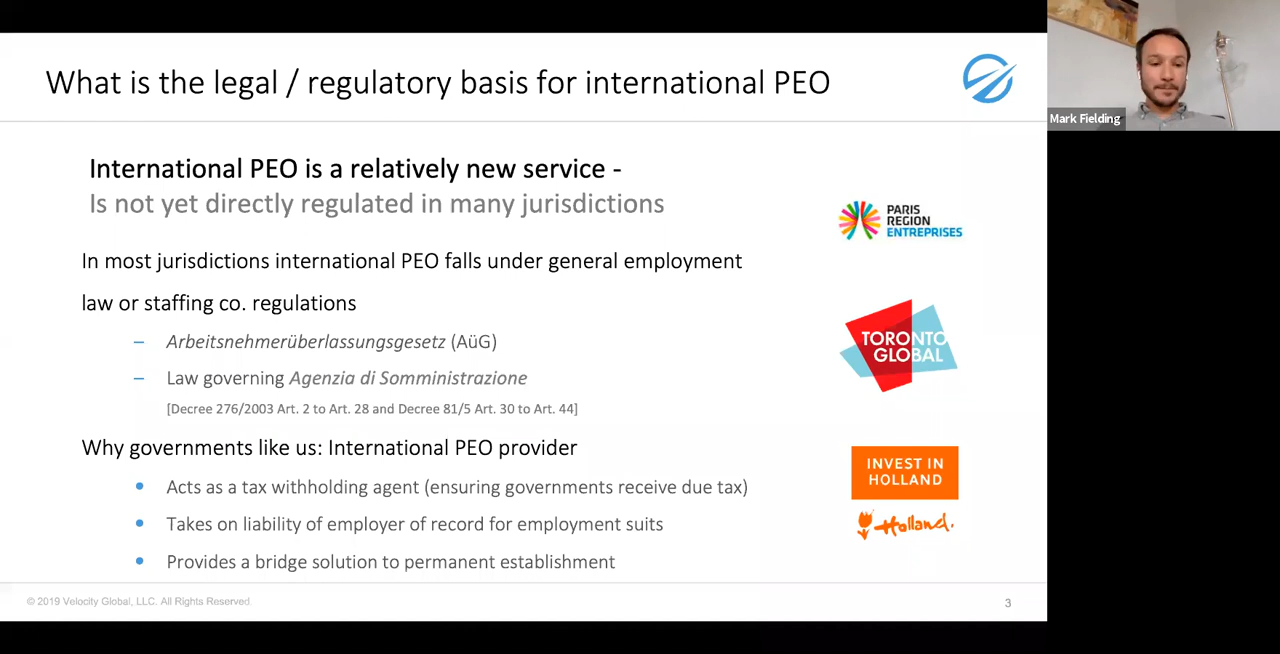 What is the legal / regulatory basis for international PEO
Mark Fielding
International PEO is a relatively new service -
Is not yet directly regulated in many jurisdictions
PARIS
REGION
ENTREPRISES
In most jurisdictions international PEO falls under general employment
law or staffing co. regulations
– Arbeitsnehmerüberlassungsgesetz (AüG)
– Law governing Agenzia di Somministrazione
[Decree 276/2003 Art. 2 to Art. 28 and Decree 81/5 Art. 30 to Art. 44]
TORONTO
GLOBAL
Why governments like us: International PEO provider
• Acts as a tax withholding agent (ensuring governments receive due tax)
• Takes on liability of employer of record for employment suits
• Provides a bridge solution to permanent establishment
INVEST IN
HOLLAND
Holland.
© 2019 Velocity Global, LLC. All Rights Reserved.
3